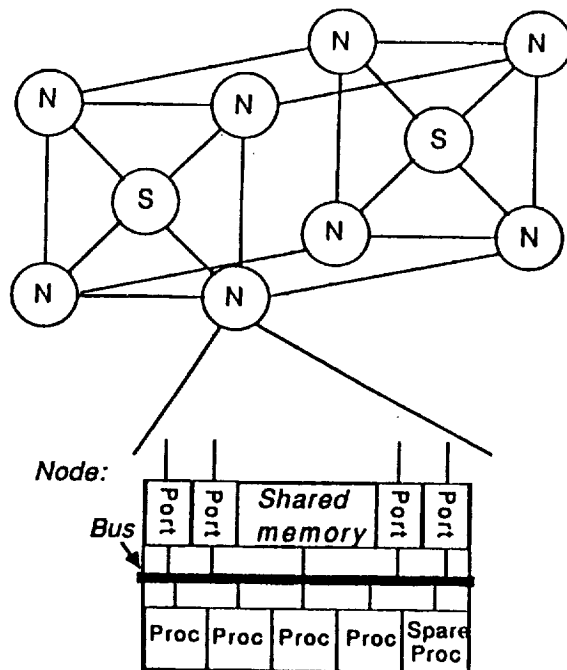 N N
N N
S
S
N N
N N
Node:
Port Port Shared memory Port Port
Bus
Proc Proc Proc Proc Spare Proc